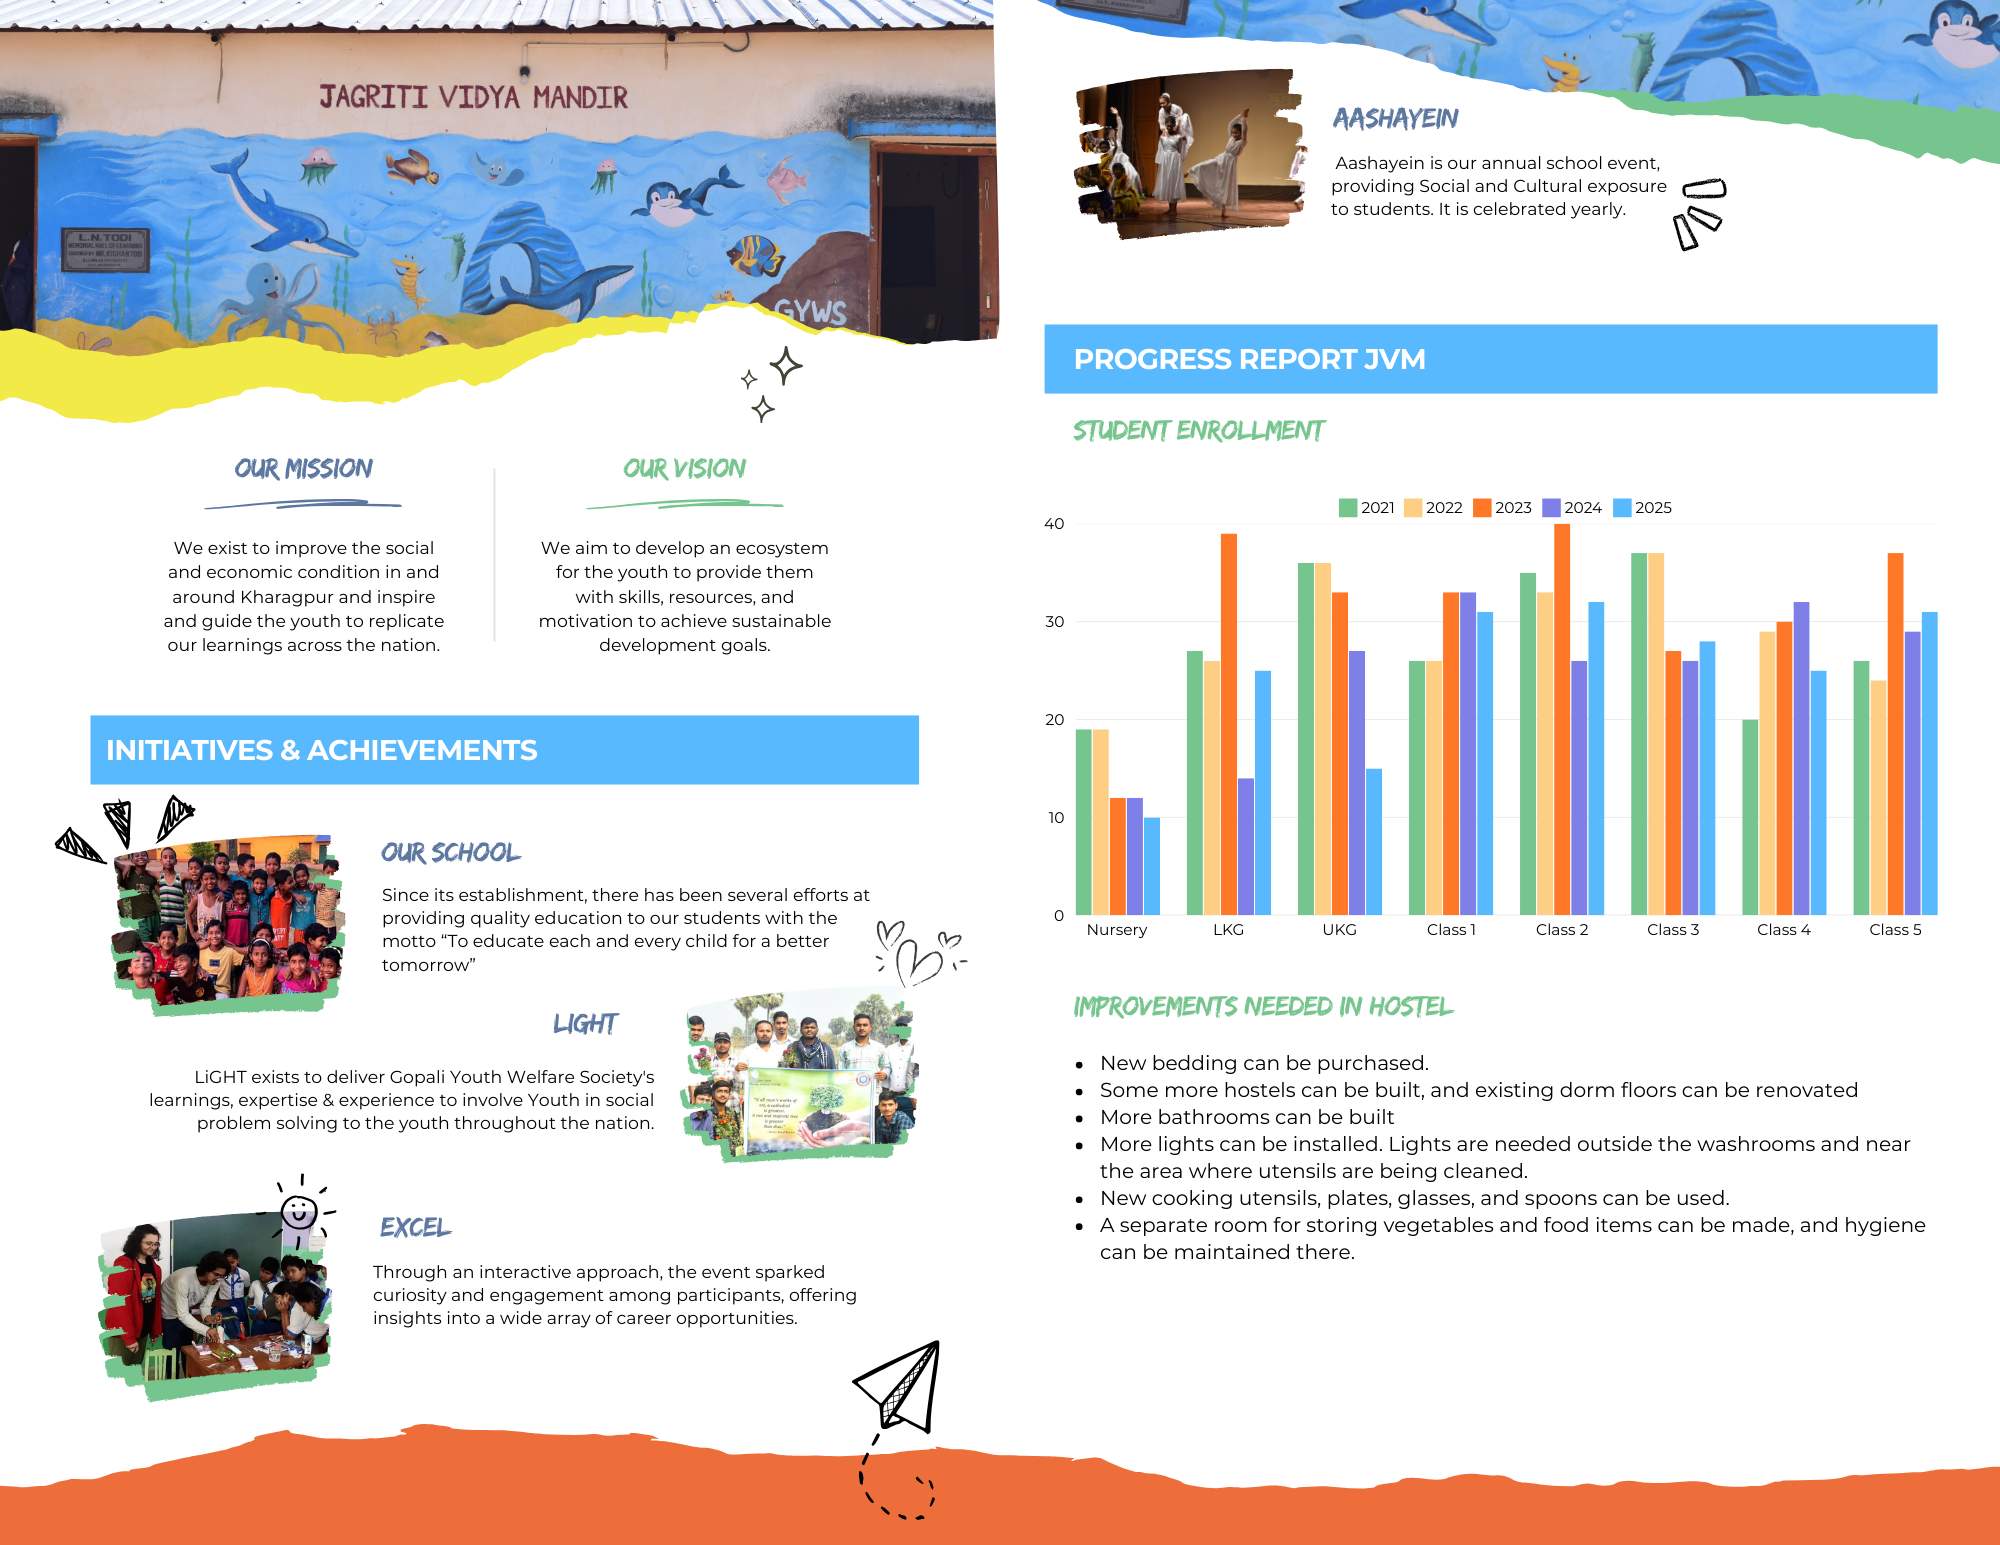 JAGRITI VIDYA MANDIR
L.N.TODI
MEMORIAL HALL OF LEARNING
GYWS
OUR MISSION
We exist to improve the social
and economic condition in and
around Kharagpur and inspire
and guide the youth to replicate
our learnings across the nation.
OUR VISION
We aim to develop an ecosystem
for the youth to provide them
with skills, resources, and
motivation to achieve sustainable
development goals.
INITIATIVES & ACHIEVEMENTS
OUR SCHOOL
Since its establishment, there has been several efforts at
providing quality education to our students with the
motto “To educate each and every child for a better
tomorrow”
LIGHT
LiGHT exists to deliver Gopali Youth Welfare Society's
learnings, expertise & experience to involve Youth in social
problem solving to the youth throughout the nation.
EXCEL
Through an interactive approach, the event sparked
curiosity and engagement among participants, offering
insights into a wide array of career opportunities.
AASHAYEIN
Aashayein is our annual school event,
providing Social and Cultural exposure
to students. It is celebrated yearly.
PROGRESS REPORT JVM
STUDENT ENROLLMENT
2021 2022 2023 2024 2025
40
30
20
10
0
Nursery LKG UKG Class 1 Class 2 Class 3 Class 4 Class 5
IMPROVEMENTS NEEDED IN HOSTEL
• New bedding can be purchased.
• Some more hostels can be built, and existing dorm floors can be renovated
• More bathrooms can be built
• More lights can be installed. Lights are needed outside the washrooms and near
the area where utensils are being cleaned.
• New cooking utensils, plates, glasses, and spoons can be used.
• A separate room for storing vegetables and food items can be made, and hygiene
can be maintained there.